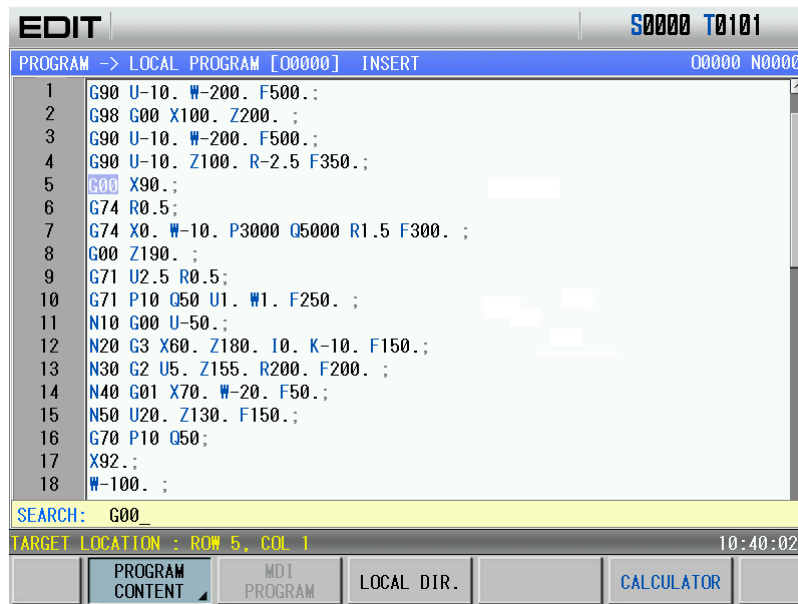 EDIT S0000 T0101
PROGRAM -> LOCAL PROGRAM [O0000] INSERT O0000 N0000
1 G90 U-10. W-200. F500.;
2 G98 G00 X100. Z200. ;
3 G90 U-10. W-200. F500.;
4 G90 U-10. Z100. R-2.5 F350.;
5 G00 X90.;
6 G74 R0.5;
7 G74 X0. W-10. P3000 Q5000 R1.5 F300. ;
8 G00 Z190. ;
9 G71 U2.5 R0.5;
10 G71 P10 Q50 U1. W1. F250. ;
11 N10 G00 U-50.;
12 N20 G3 X60. Z180. I0. K-10. F150.;
13 N30 G2 U5. Z155. R200. F200. ;
14 N40 G01 X70. W-20. F50.;
15 N50 U20. Z130. F150.;
16 G70 P10 Q50;
17 X92.;
18 W-100. ;
SEARCH: G00_
TARGET LOCATION : ROW 5, COL 1 10:40:02
PROGRAM CONTENT MDI PROGRAM LOCAL DIR. CALCULATOR